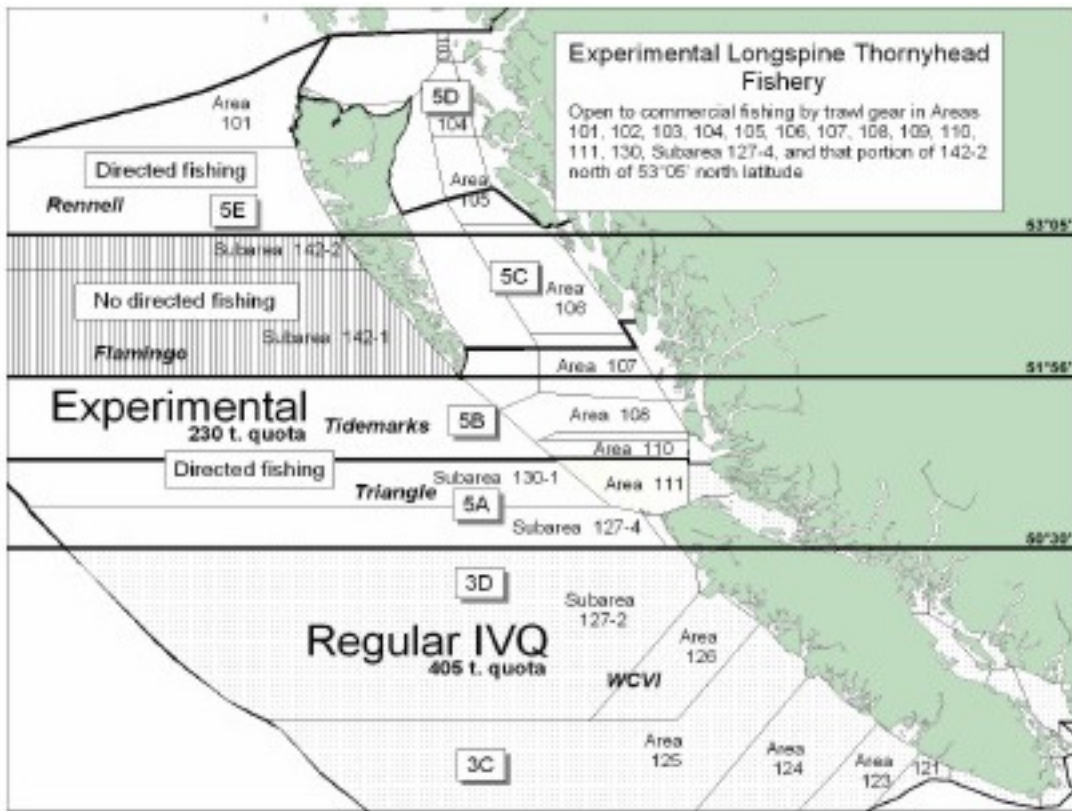 Experimental Longspine Thornyhead
Fishery
Open to commercial fishing by trawl gear in Areas
101, 102, 103, 104, 105, 106, 107, 108, 109, 110,
111, 130, Subarea 127-4, and that portion of 142-2
north of 53°05' north latitude
Area
101
5D
104
Directed fishing
Rennell
5E
Area
105
53°05'
Subarea 142-2
5C
Area
106
No directed fishing
Subarea 142-1
Flamingo
Area 107
51°56'
Experimental
230 t. quota
Tidemarks
5B
Area 108
Area 110
Directed fishing
Subarea 130-1
Triangle
Area 111
5A
Subarea 127-4
50°30'
3D
Subarea
127-2
Regular IVQ
405 t. quota
Area
126
WCVI
3C
Area
125
Area
124
Area
123
121